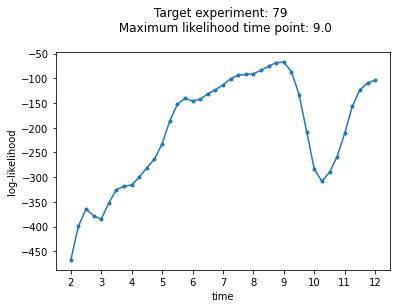 Target experiment: 79
Maximum likelihood time point: 9.0
−50
−100
−150
−200
−250
−300
−350
−400
−450
log-likelihood
2 3 4 5 6 7 8 9 10 11 12
time